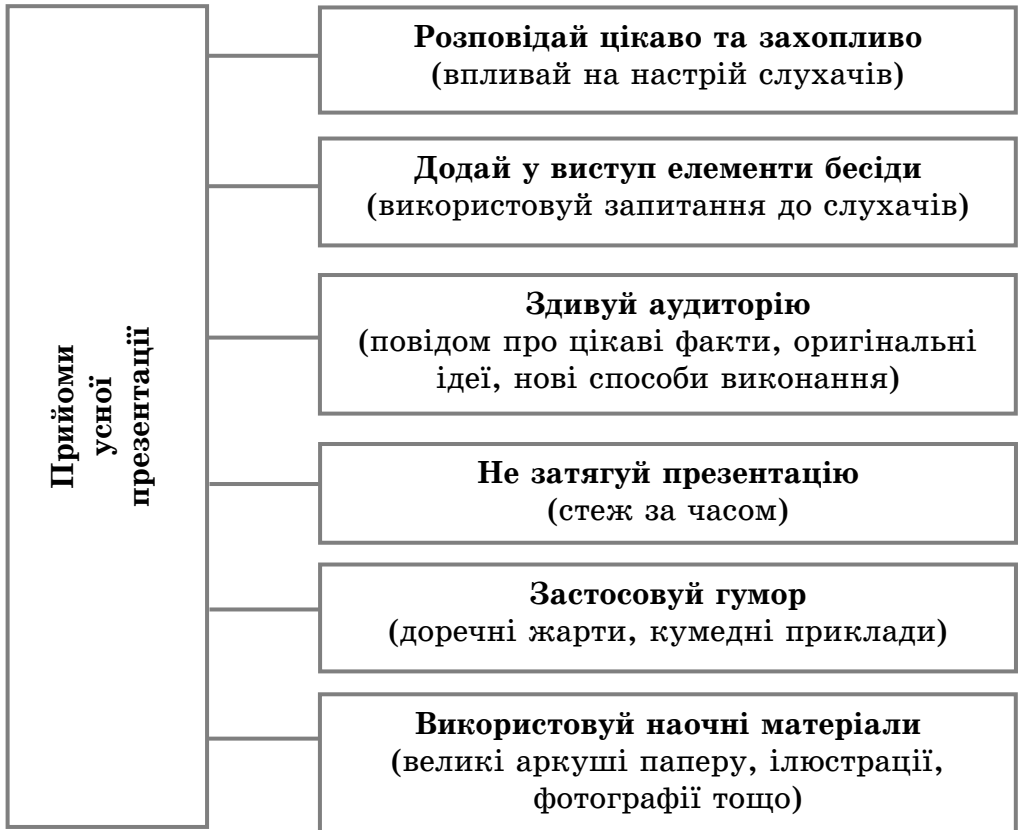 Прийоми
усної
презентації
Розповідай цікаво та захопливо
(впливай на настрій слухачів)
Додай у виступ елементи бесіди
(використовуй запитання до слухачів)
Здивуй аудиторію
(повідом про цікаві факти, оригінальні
ідеї, нові способи виконання)
Не затягуй презентацію
(стеж за часом)
Застосовуй гумор
(доречні жарти, кумедні приклади)
Використовуй наочні матеріали
(великі аркуші паперу, ілюстрації,
фотографії тощо)